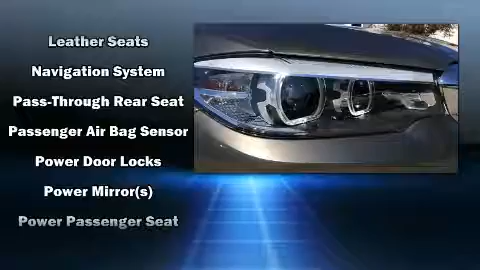 Leather Seats
Navigation System
Pass-Through Rear Seat
Passenger Air Bag Sensor
Power Door Locks
Power Mirror(s)
Power Passenger Seat